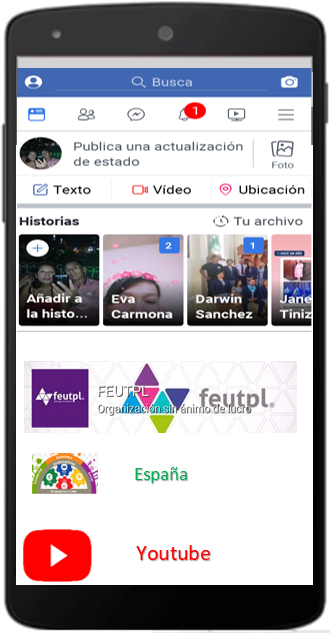 Busca
1
Publica una actualización
de estado
Foto
Texto
Vídeo
Ubicación
Historias
Tu archivo
Añadir a
la histo...
2
Eva
Carmona
1
Darwin
Sanchez
Jane
Tiniz
feutpl.
FEUTPL
Organización sin ánimo de lucro
feutpl
España
Youtube